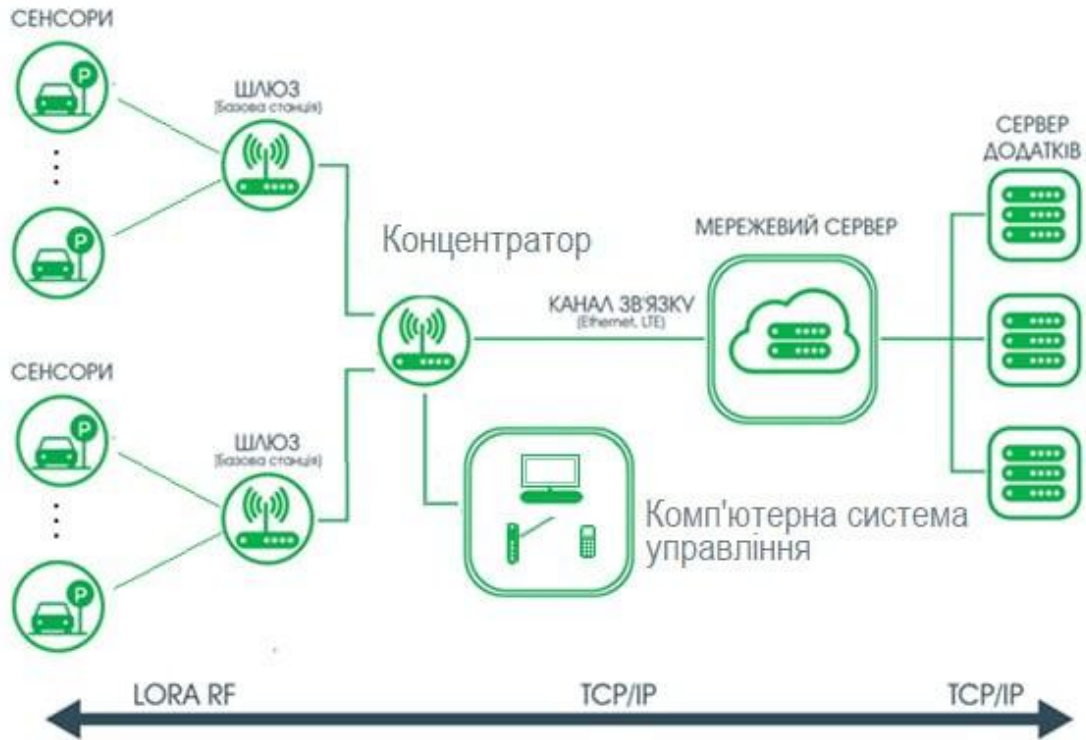 СЕНСОРИ
P
ШЛЮЗ
(Базова станція)
P
СЕРВЕР
ДОДАТКІВ
Концентратор
МЕРЕЖЕВИЙ СЕРВЕР
КАНАЛ ЗВ'ЯЗКУ
(Ethernet, LTE)
СЕНСОРИ
P
ШЛЮЗ
(Базова станція)
P
Комп'ютерна система
управління
LORA RF
TCP/IP
TCP/IP